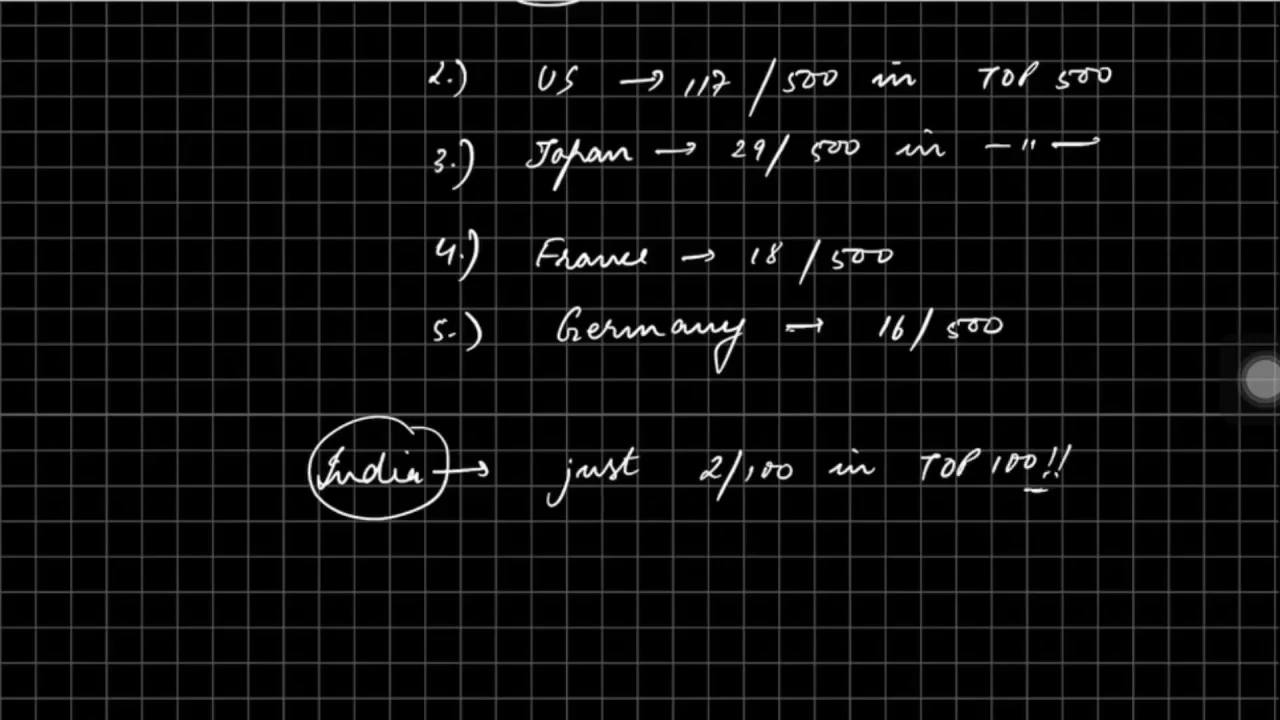 2.) US → 117 / 500 in TOP 500
3.) Japan → 29 / 500 in — " —
4.) France → 18 / 500
5.) Germany → 16 / 500
India → just 2/100 in TOP 100!!